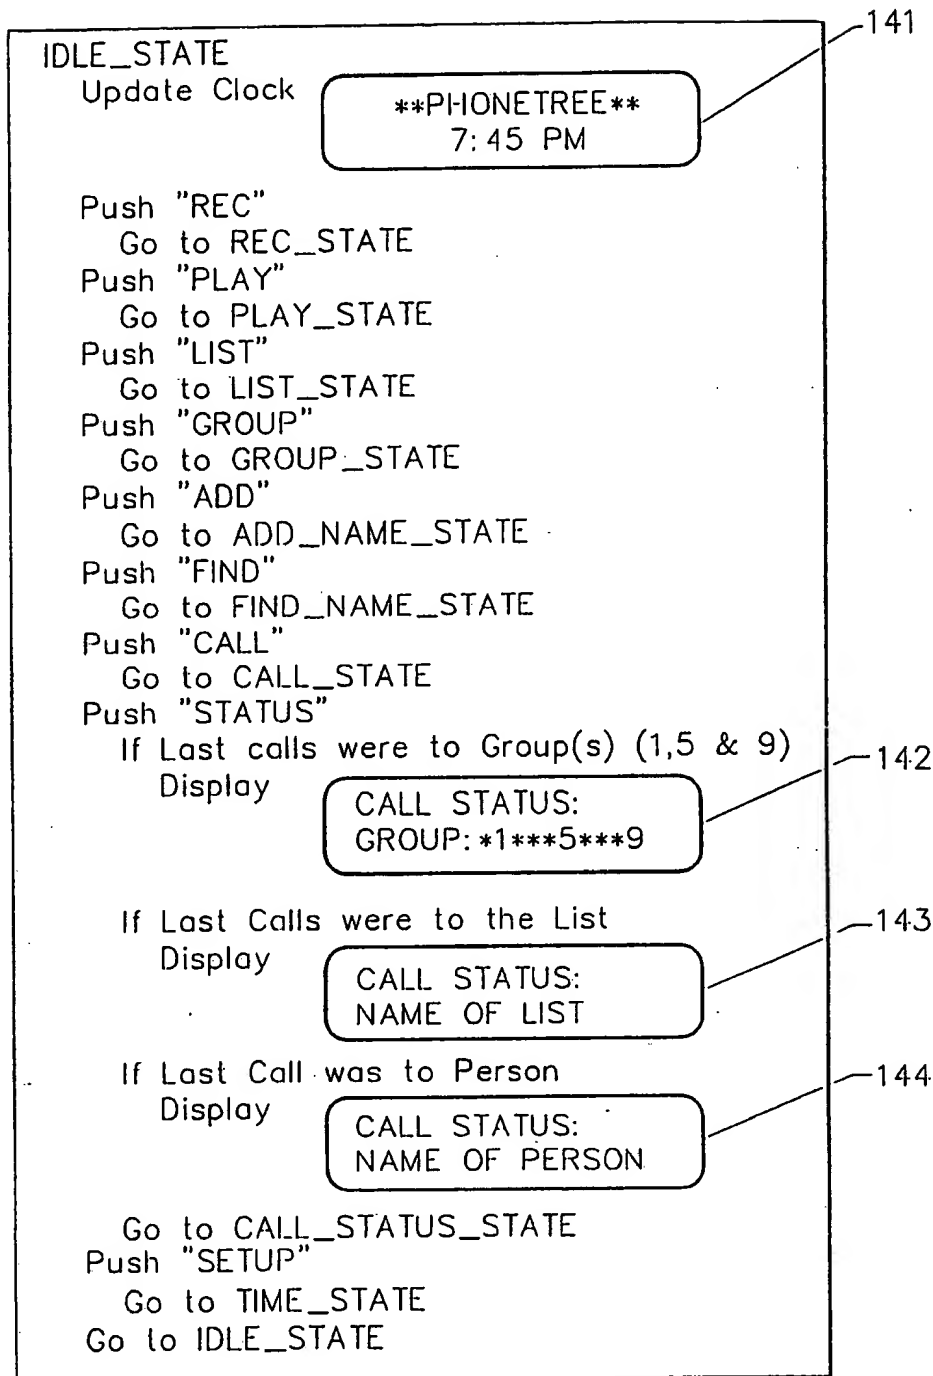 141
IDLE_STATE
Update Clock
**PHONETREE**
7:45 PM
Push "REC"
Go to REC_STATE
Push "PLAY"
Go to PLAY_STATE
Push "LIST"
Go to LIST_STATE
Push "GROUP"
Go to GROUP_STATE
Push "ADD"
Go to ADD_NAME_STATE
Push "FIND"
Go to FIND_NAME_STATE
Push "CALL"
Go to CALL_STATE
Push "STATUS"
If Last calls were to Group(s) (1,5 & 9)
142
Display
CALL STATUS:
GROUP:*1***5***9
If Last Calls were to the List
143
Display
CALL STATUS:
NAME OF LIST
If Last Call was to Person
144
Display
CALL STATUS:
NAME OF PERSON
Go to CALL_STATUS_STATE
Push "SETUP"
Go to TIME_STATE
Go to IDLE_STATE